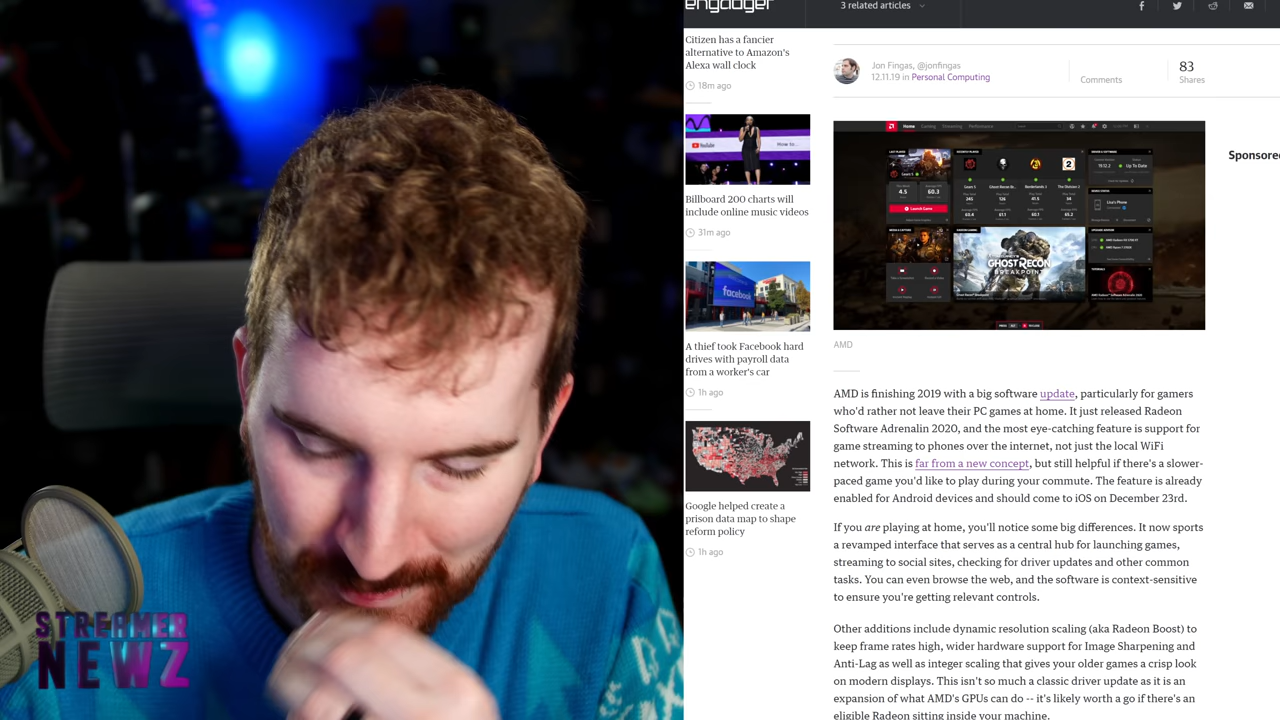 engadget
3 related articles
Citizen has a fancier
alternative to Amazon's
Alexa wall clock
18m ago
Billboard 200 charts will
include online music videos
31m ago
facebook
A thief took Facebook hard
drives with payroll data
from a worker's car
1h ago
Google helped create a
prison data map to shape
reform policy
1h ago
Jon Fingas, @jonfingas
12.11.19 in Personal Computing
Comments
83
Shares
Home Gaming Streaming Performance
GHOST RECON
BREAKPOINT
AMD
Sponsored
AMD is finishing 2019 with a big software update, particularly for gamers
who'd rather not leave their PC games at home. It just released Radeon
Software Adrenalin 2020, and the most eye-catching feature is support for
game streaming to phones over the internet, not just the local WiFi
network. This is far from a new concept, but still helpful if there's a slower-
paced game you'd like to play during your commute. The feature is already
enabled for Android devices and should come to iOS on December 23rd.
If you are playing at home, you'll notice some big differences. It now sports
a revamped interface that serves as a central hub for launching games,
streaming to social sites, checking for driver updates and other common
tasks. You can even browse the web, and the software is context-sensitive
to ensure you're getting relevant controls.
Other additions include dynamic resolution scaling (aka Radeon Boost) to
keep frame rates high, wider hardware support for Image Sharpening and
Anti-Lag as well as integer scaling that gives your older games a crisp look
on modern displays. This isn't so much a classic driver update as it is an
expansion of what AMD's GPUs can do -- it's likely worth a go if there's an
eligible Radeon sitting inside your machine.
STREAMER
NEWZ